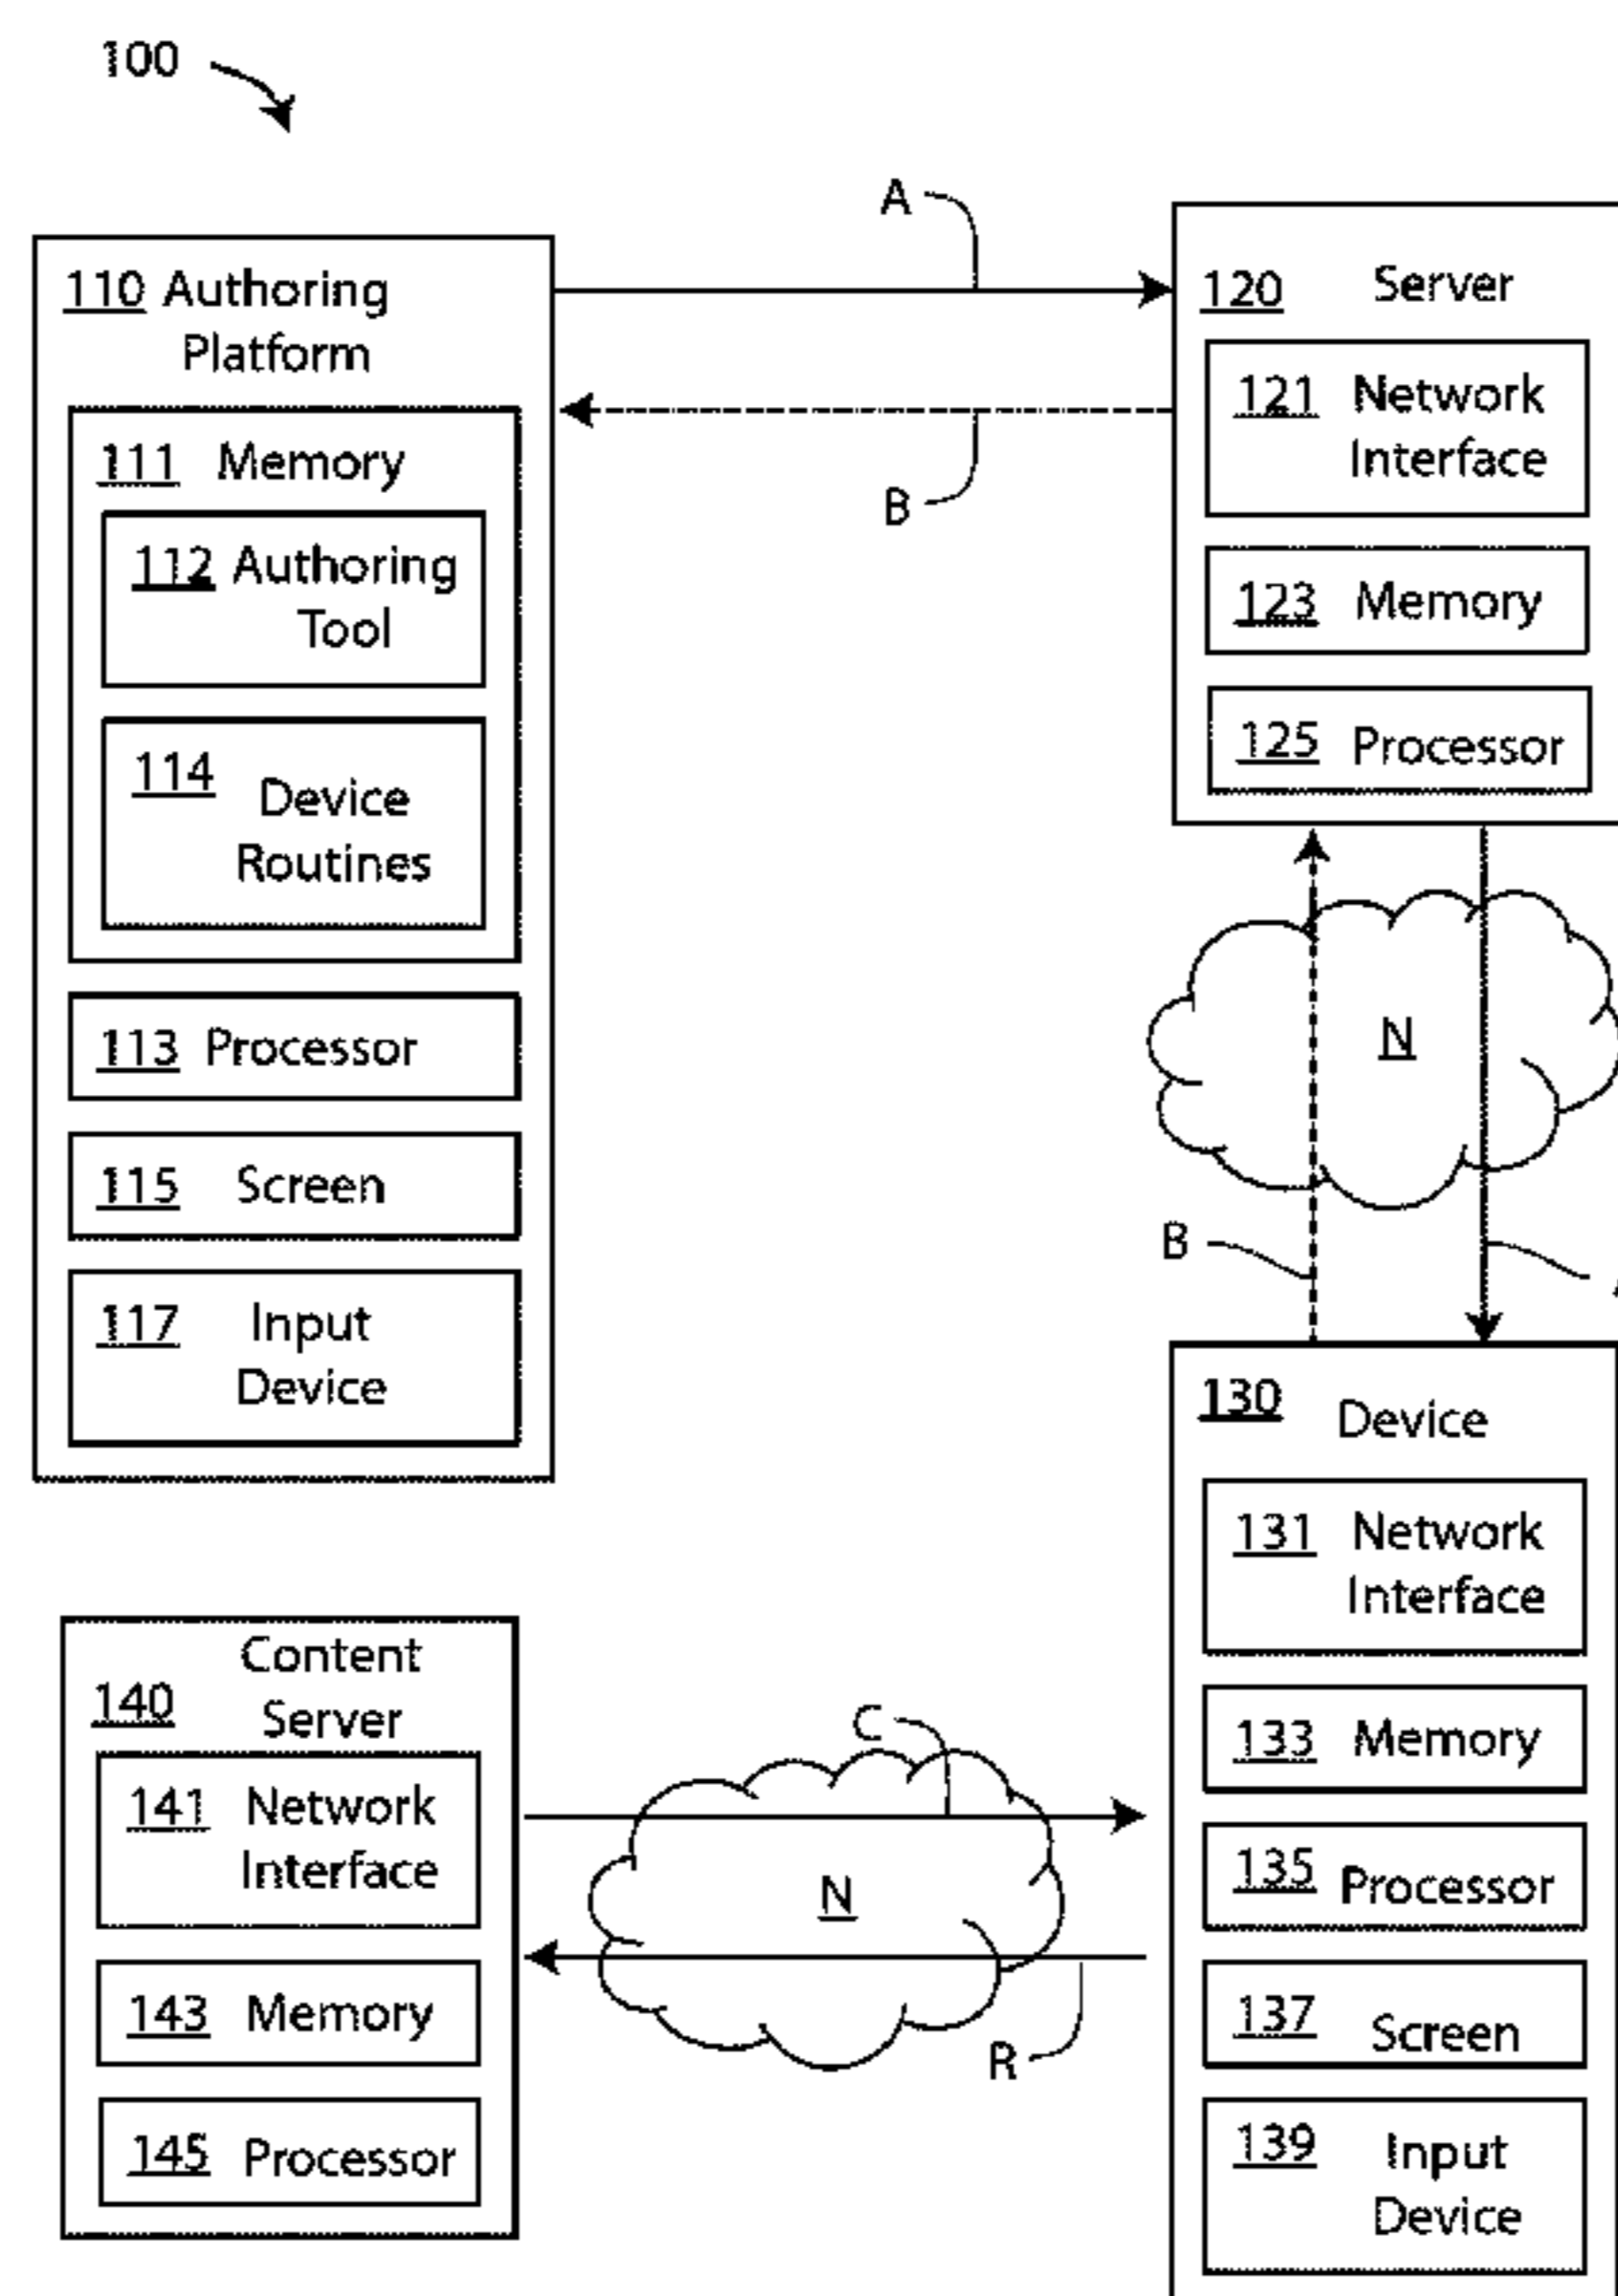 100
A
110 Authoring
Platform
111 Memory
112 Authoring
Tool
114 Device
Routines
113 Processor
115 Screen
117 Input
Device
B
120 Server
121 Network
Interface
123 Memory
125 Processor
N
B
130 Device
131 Network
Interface
133 Memory
135 Processor
137 Screen
139 Input
Device
Content
140 Server
141 Network
Interface
143 Memory
145 Processor
C
N
R